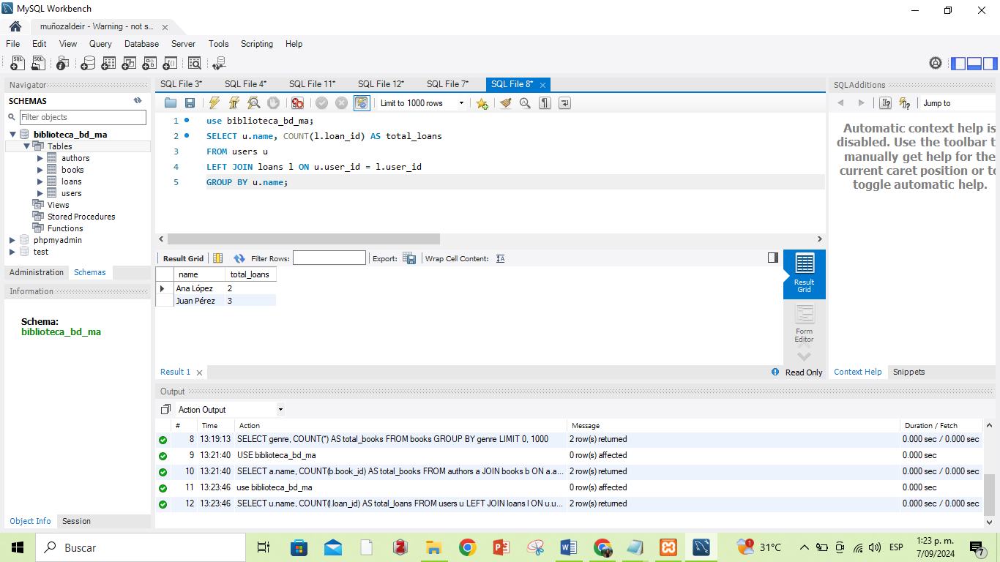 MySQL Workbench
muñozaldeir - Warning - not s...
File Edit View Query Database Server Tools Scripting Help
Navigator
SCHEMAS
Filter objects
biblioteca_bd_ma
Tables
authors
books
loans
users
Views
Stored Procedures
Functions
phpmyadmin
test
Administration Schemas
Information
Schema:
biblioteca_bd_ma
Object Info Session
SQL File 3* SQL File 4* SQL File 11* SQL File 12* SQL File 7* SQL File 8*
Limit to 1000 rows
1 use biblioteca_bd_ma;
2 SELECT u.name, COUNT(l.loan_id) AS total_loans
3 FROM users u
4 LEFT JOIN loans l ON u.user_id = l.user_id
5 GROUP BY u.name;
Result Grid Filter Rows: Export: Wrap Cell Content:
name total_loans
Ana López 2
Juan Pérez 3
Result
Grid
Form
Editor
Result 1 Read Only
SQLAdditions
Jump to
Automatic context help is
disabled. Use the toolbar t
manually get help for the
current caret position or to
toggle automatic help.
Context Help Snippets
Output
Action Output
# Time Action Message Duration / Fetch
8 13:19:13 SELECT genre, COUNT(*) AS total_books FROM books GROUP BY genre LIMIT 0, 1000 2 row(s) returned 0.000 sec / 0.000 sec
9 13:21:40 USE biblioteca_bd_ma 0 row(s) affected 0.000 sec
10 13:21:40 SELECT a.name, COUNT(b.book_id) AS total_books FROM authors a JOIN books b ON a.a... 2 row(s) returned 0.000 sec / 0.000 sec
11 13:23:46 use biblioteca_bd_ma 0 row(s) affected 0.000 sec
12 13:23:46 SELECT u.name, COUNT(l.loan_id) AS total_loans FROM users u LEFT JOIN loans l ON u.u... 2 row(s) returned 0.000 sec / 0.000 sec
Buscar
31°C
ESP
1:23 p. m.
7/09/2024
7